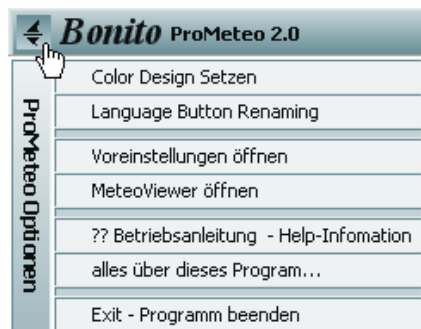 Bonito ProMeteo 2.0
ProMeteo Optionen
Color Design Setzen
Language Button Renaming
Voreinstellungen öffnen
MeteoViewer öffnen
?? Betriebsanleitung - Help-Infomation
alles über dieses Program...
Exit - Programm beenden